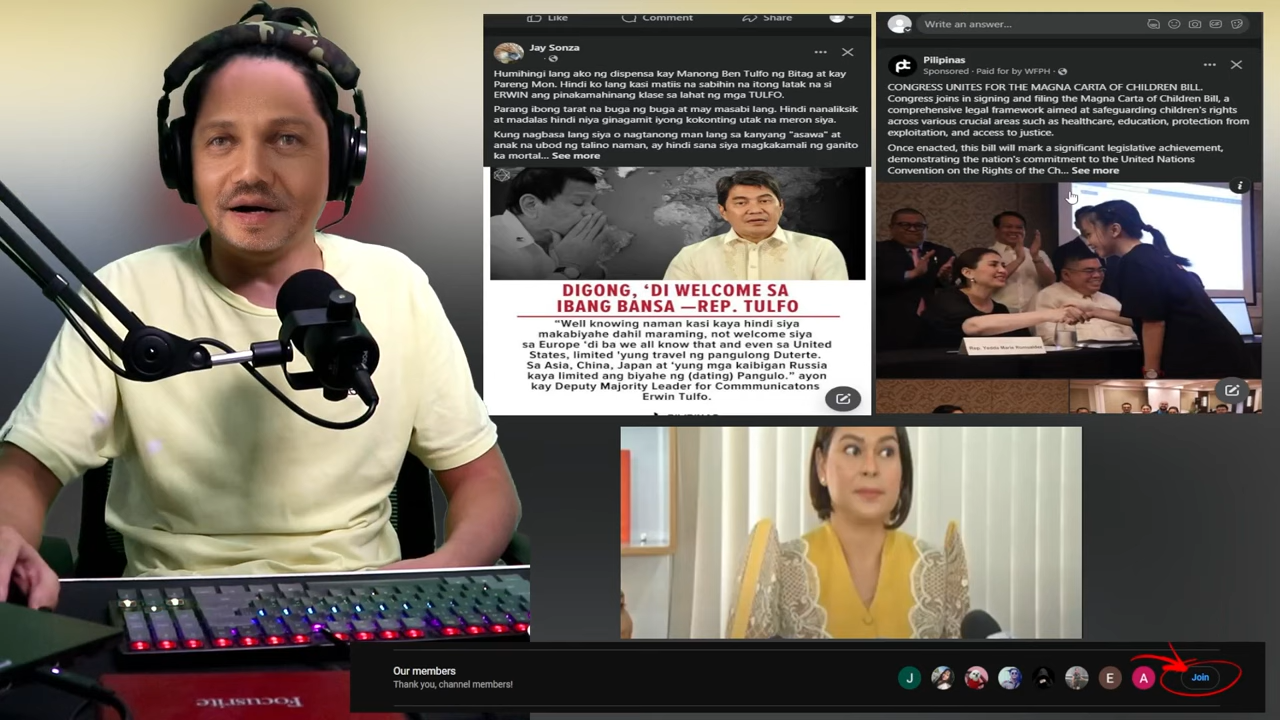 Like
Comment
Share
Jay Sonza
Humihingi lang ako ng dispensa kay Manong Ben Tulfo ng Bitag at kay
Pareng Mon. Hindi ko lang kasi matiis na sabihin na itong latak na si
ERWIN ang pinakamahinang klase sa lahat ng mga TULFO.
Parang ibong tarat na buga ng buga at may masabi lang. Hindi nanaliksik
at madalas hindi niya ginagamit iyong kokonting utak na meron siya.
Kung nagbasa lang siya o nagtanong man lang sa kanyang "asawa" at
anak na ubod ng talino naman, ay hindi sana siya magkakamali ng ganito
ka mortal... See more
DIGONG, ‘DI WELCOME SA
IBANG BANSA —REP. TULFO
“Well knowing naman kasi kaya hindi siya
makabiyahe dahil maraming, not welcome siya
sa Europe ‘di ba we all know that and even sa United
States, limited ‘yung travel ng pangulong Duterte.
Sa Asia, China, Japan at ‘yung mga kaibigan Russia
kaya limited ang biyahe ng (dating) Pangulo.” ayon
kay Deputy Majority Leader for Commmunicatons
Erwin Tulfo.
Write an answer...
Pilipinas
Sponsored · Paid for by WFPH ·
CONGRESS UNITES FOR THE MAGNA CARTA OF CHILDREN BILL.
Congress joins in signing and filing the Magna Carta of Children Bill, a
comprehensive legal framework aimed at safeguarding children's rights
across various crucial areas such as healthcare, education, protection from
exploitation, and access to justice.
Once enacted, this bill will mark a significant legislative achievement,
demonstrating the nation's commitment to the United Nations
Convention on the Rights of the Ch... See more
Focusrite
Our members
Thank you, channel members!
J
E
A
Join